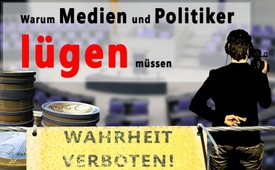 Warum Medien und Politiker
lügen müssen
WAHRHEIT
VERBOTEN!